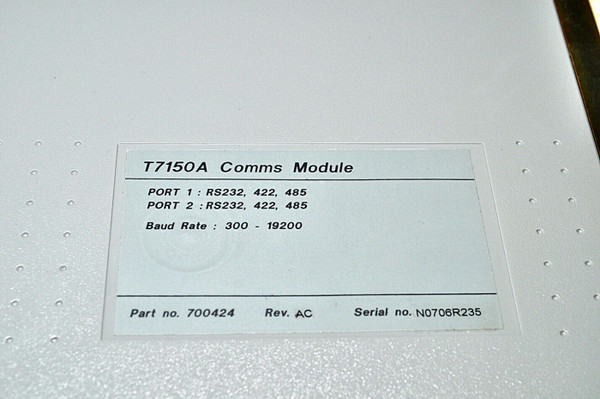 T7150A Comms Module
PORT 1 : RS232, 422, 485
PORT 2 : RS232, 422, 485
Baud Rate : 300 - 19200
Part no. 700424 Rev. AC Serial no. N0706R235